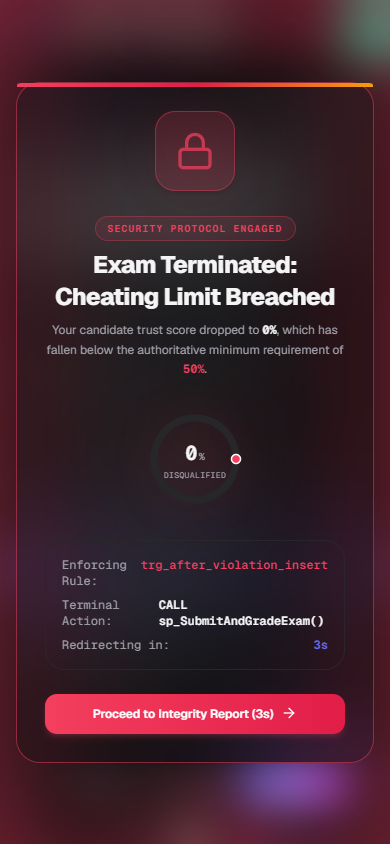 SECURITY PROTOCOL ENGAGED
Exam Terminated:
Cheating Limit Breached
Your candidate trust score dropped to 0%, which has
fallen below the authoritative minimum requirement of
50%.
0%
DISQUALIFIED
Enforcing Rule: trg_after_violation_insert
Terminal Action: CALL sp_SubmitAndGradeExam()
Redirecting in: 3s
Proceed to Integrity Report (3s) →